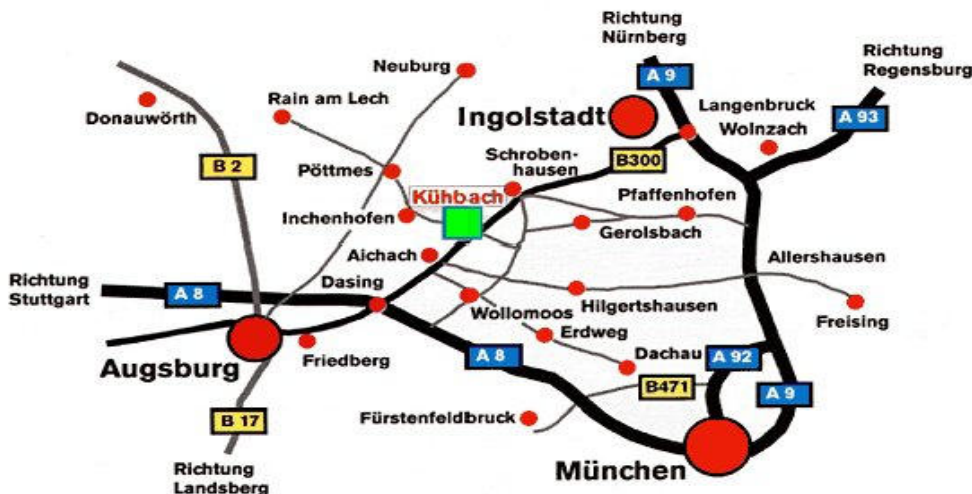 Richtung
Nürnberg
A 9
Richtung
Regensburg
A 93
Neuburg
Rain am Lech
Donauwörth
Ingolstadt
Langenbruck
Wolnzach
B 2
B300
Schroben-
hausen
Pöttmes
Kühbach
Pfaffenhofen
Inchenhofen
Gerolsbach
Aichach
Allershausen
Richtung
Stuttgart
A 8
Dasing
Wollomoos
Hilgertshausen
Freising
Erdweg
Augsburg
Friedberg
A 8
Dachau
A 92
B471
A 9
B 17
Fürstenfeldbruck
Richtung
Landsberg
München